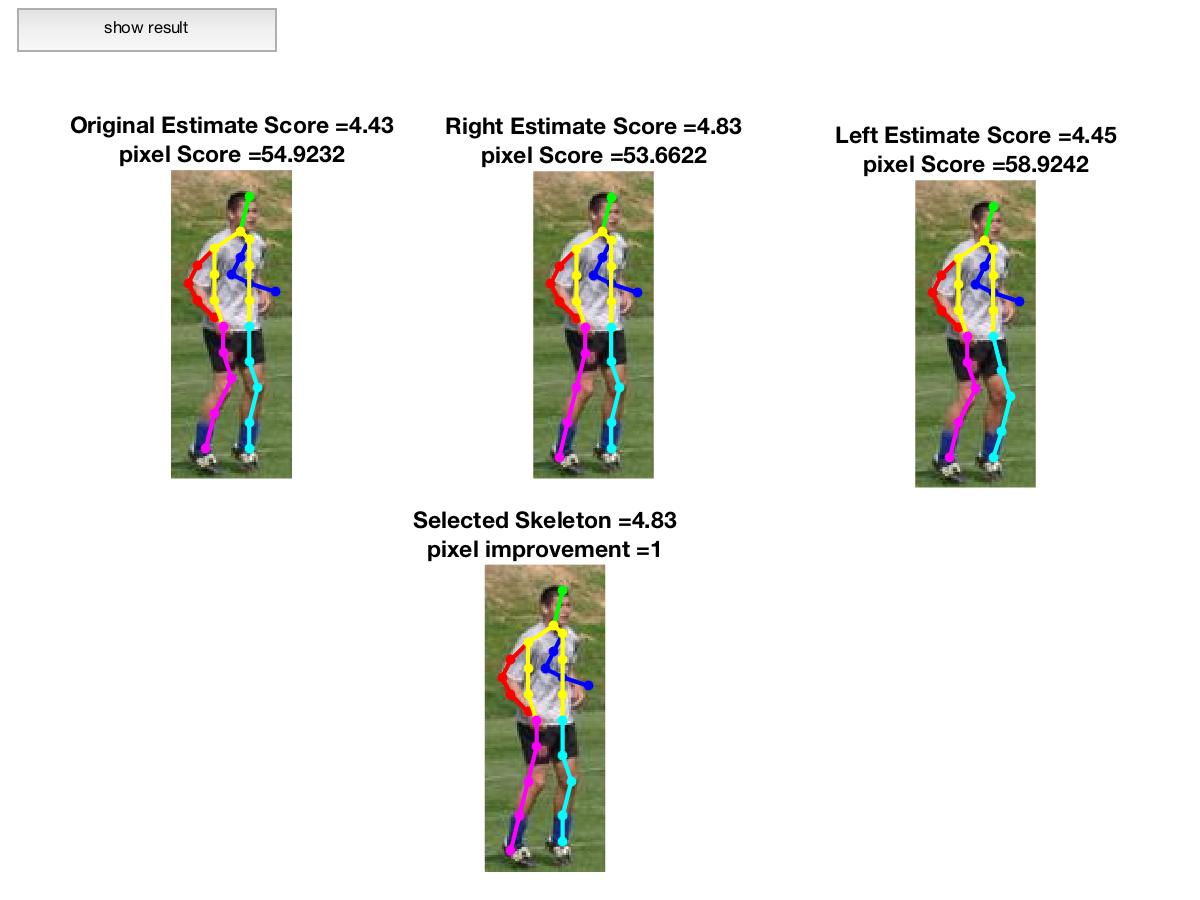 show result
Original Estimate Score =4.43
pixel Score =54.9232
Right Estimate Score =4.83
pixel Score =53.6622
Left Estimate Score =4.45
pixel Score =58.9242
Selected Skeleton =4.83
pixel improvement =1